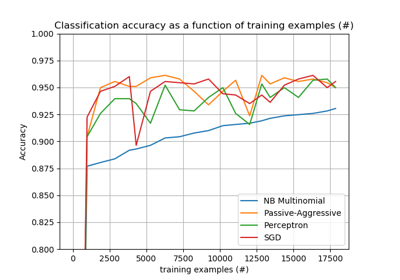 Classification accuracy as a function of training examples (#)
1.000
0.975
0.950
0.925
0.900
0.875
0.850
0.825
0.800
Accuracy
NB Multinomial
Passive-Aggressive
Perceptron
SGD
0 2500 5000 7500 10000 12500 15000 17500
training examples (#)